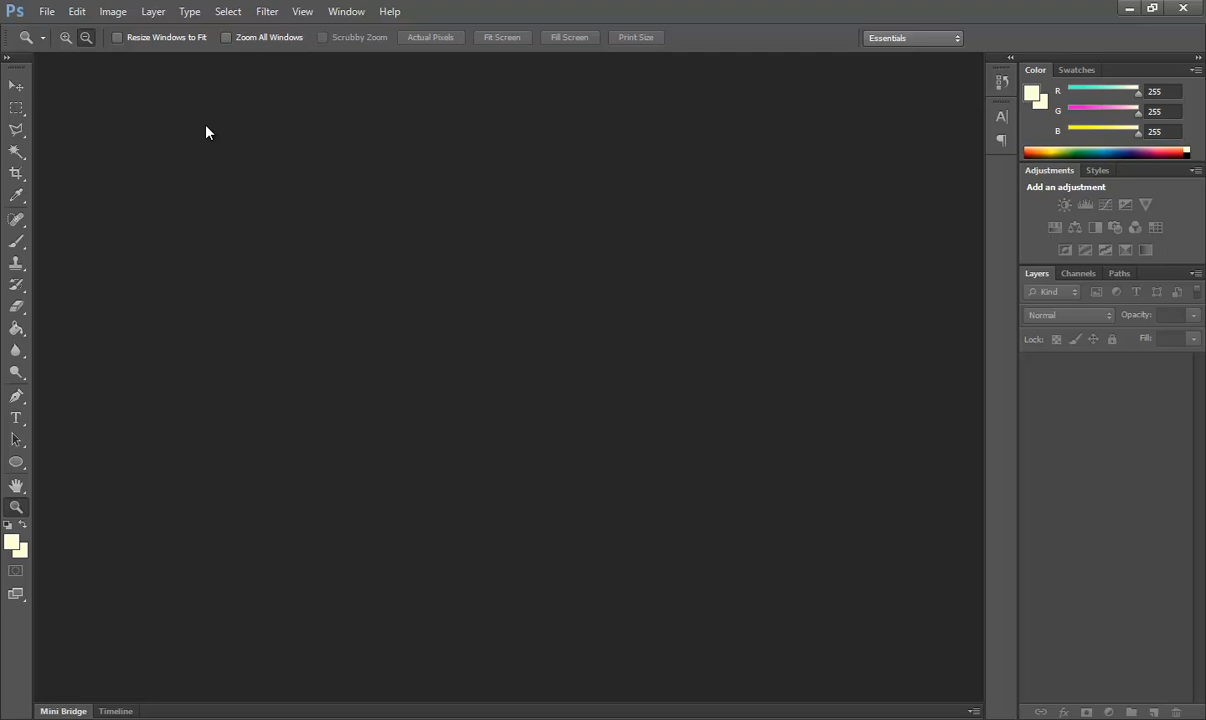 Ps File Edit Image Layer Type Select Filter View Window Help
Resize Windows to Fit Zoom All Windows Scrubby Zoom Actual Pixels Fit Screen Fill Screen Print Size Essentials
Color Swatches
R 255
G 255
B 255
Adjustments Styles
Add an adjustment
Layers Channels Paths
Kind
Normal Opacity:
Lock: Fill:
A
T
Mini Bridge Timeline